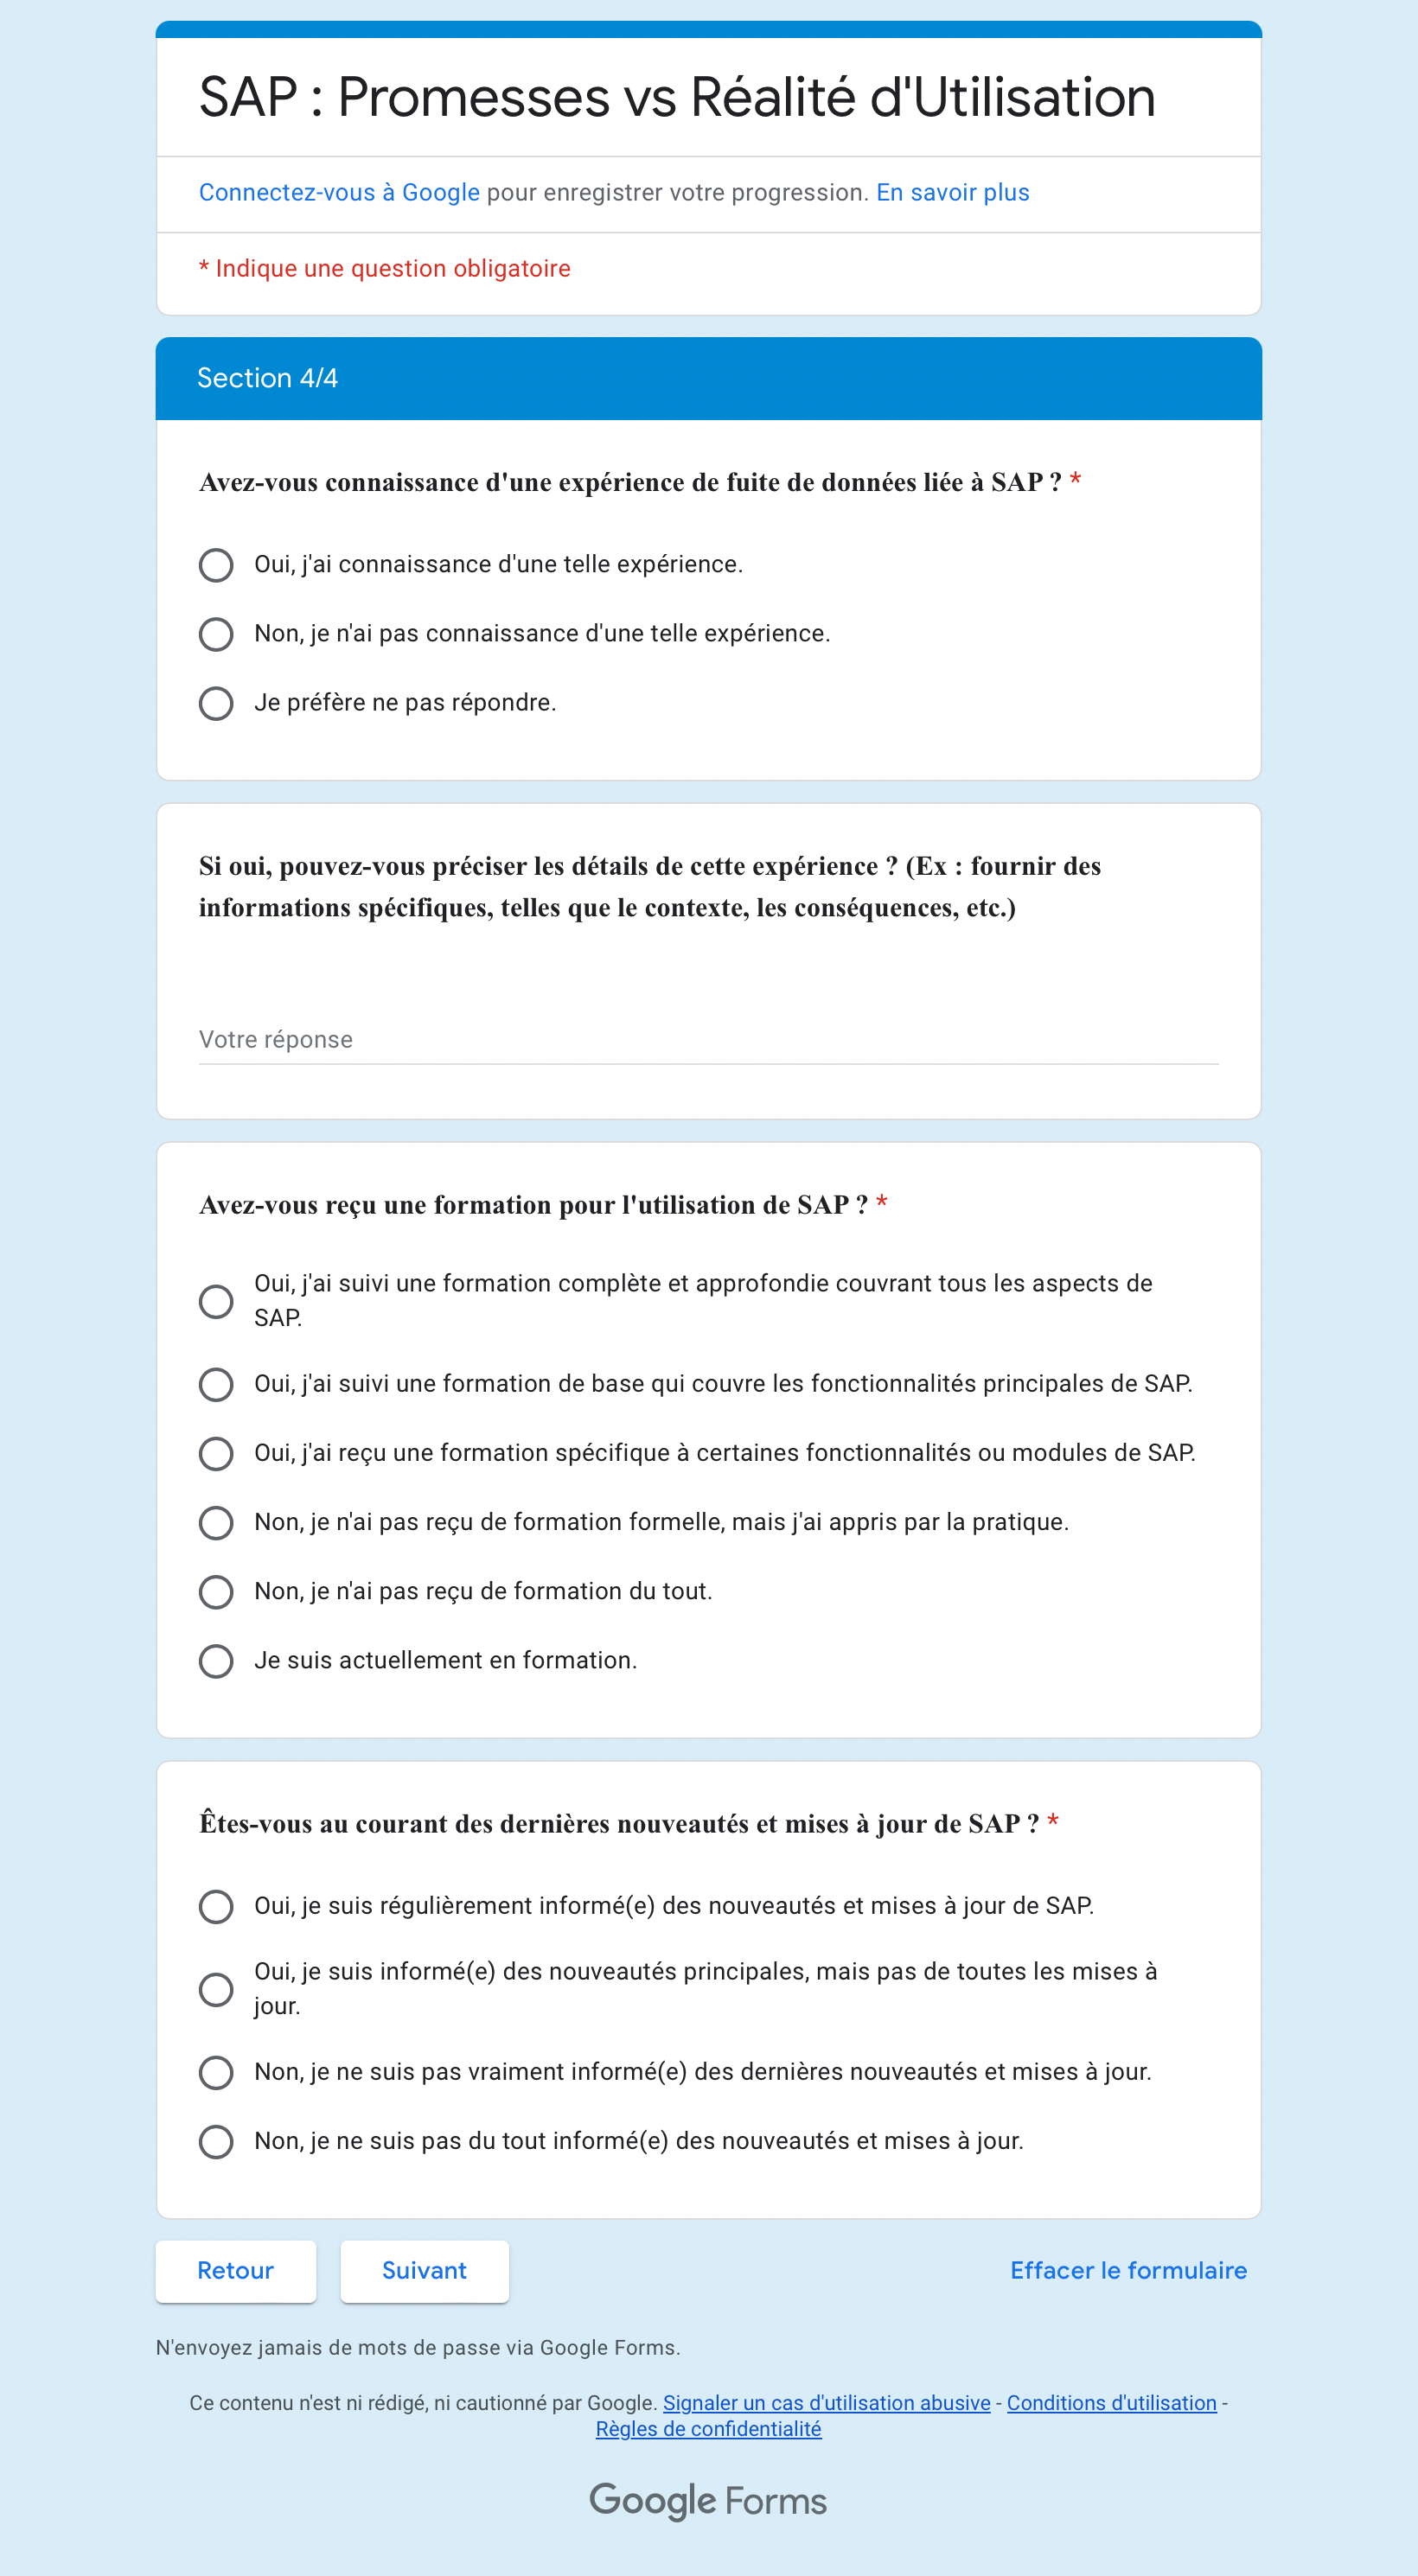 SAP : Promesses vs Réalité d'Utilisation
Connectez-vous à Google pour enregistrer votre progression. En savoir plus
* Indique une question obligatoire
Section 4/4
Avez-vous connaissance d'une expérience de fuite de données liée à SAP ? *
Oui, j'ai connaissance d'une telle expérience.
Non, je n'ai pas connaissance d'une telle expérience.
Je préfère ne pas répondre.
Si oui, pouvez-vous préciser les détails de cette expérience ? (Ex : fournir des
informations spécifiques, telles que le contexte, les conséquences, etc.)
Votre réponse
Avez-vous reçu une formation pour l'utilisation de SAP ? *
Oui, j'ai suivi une formation complète et approfondie couvrant tous les aspects de
SAP.
Oui, j'ai suivi une formation de base qui couvre les fonctionnalités principales de SAP.
Oui, j'ai reçu une formation spécifique à certaines fonctionnalités ou modules de SAP.
Non, je n'ai pas reçu de formation formelle, mais j'ai appris par la pratique.
Non, je n'ai pas reçu de formation du tout.
Je suis actuellement en formation.
Êtes-vous au courant des dernières nouveautés et mises à jour de SAP ? *
Oui, je suis régulièrement informé(e) des nouveautés et mises à jour de SAP.
Oui, je suis informé(e) des nouveautés principales, mais pas de toutes les mises à
jour.
Non, je ne suis pas vraiment informé(e) des dernières nouveautés et mises à jour.
Non, je ne suis pas du tout informé(e) des nouveautés et mises à jour.
Retour Suivant Effacer le formulaire
N'envoyez jamais de mots de passe via Google Forms.
Ce contenu n'est ni rédigé, ni cautionné par Google. Signaler un cas d'utilisation abusive - Conditions d'utilisation -
Règles de confidentialité
Google Forms